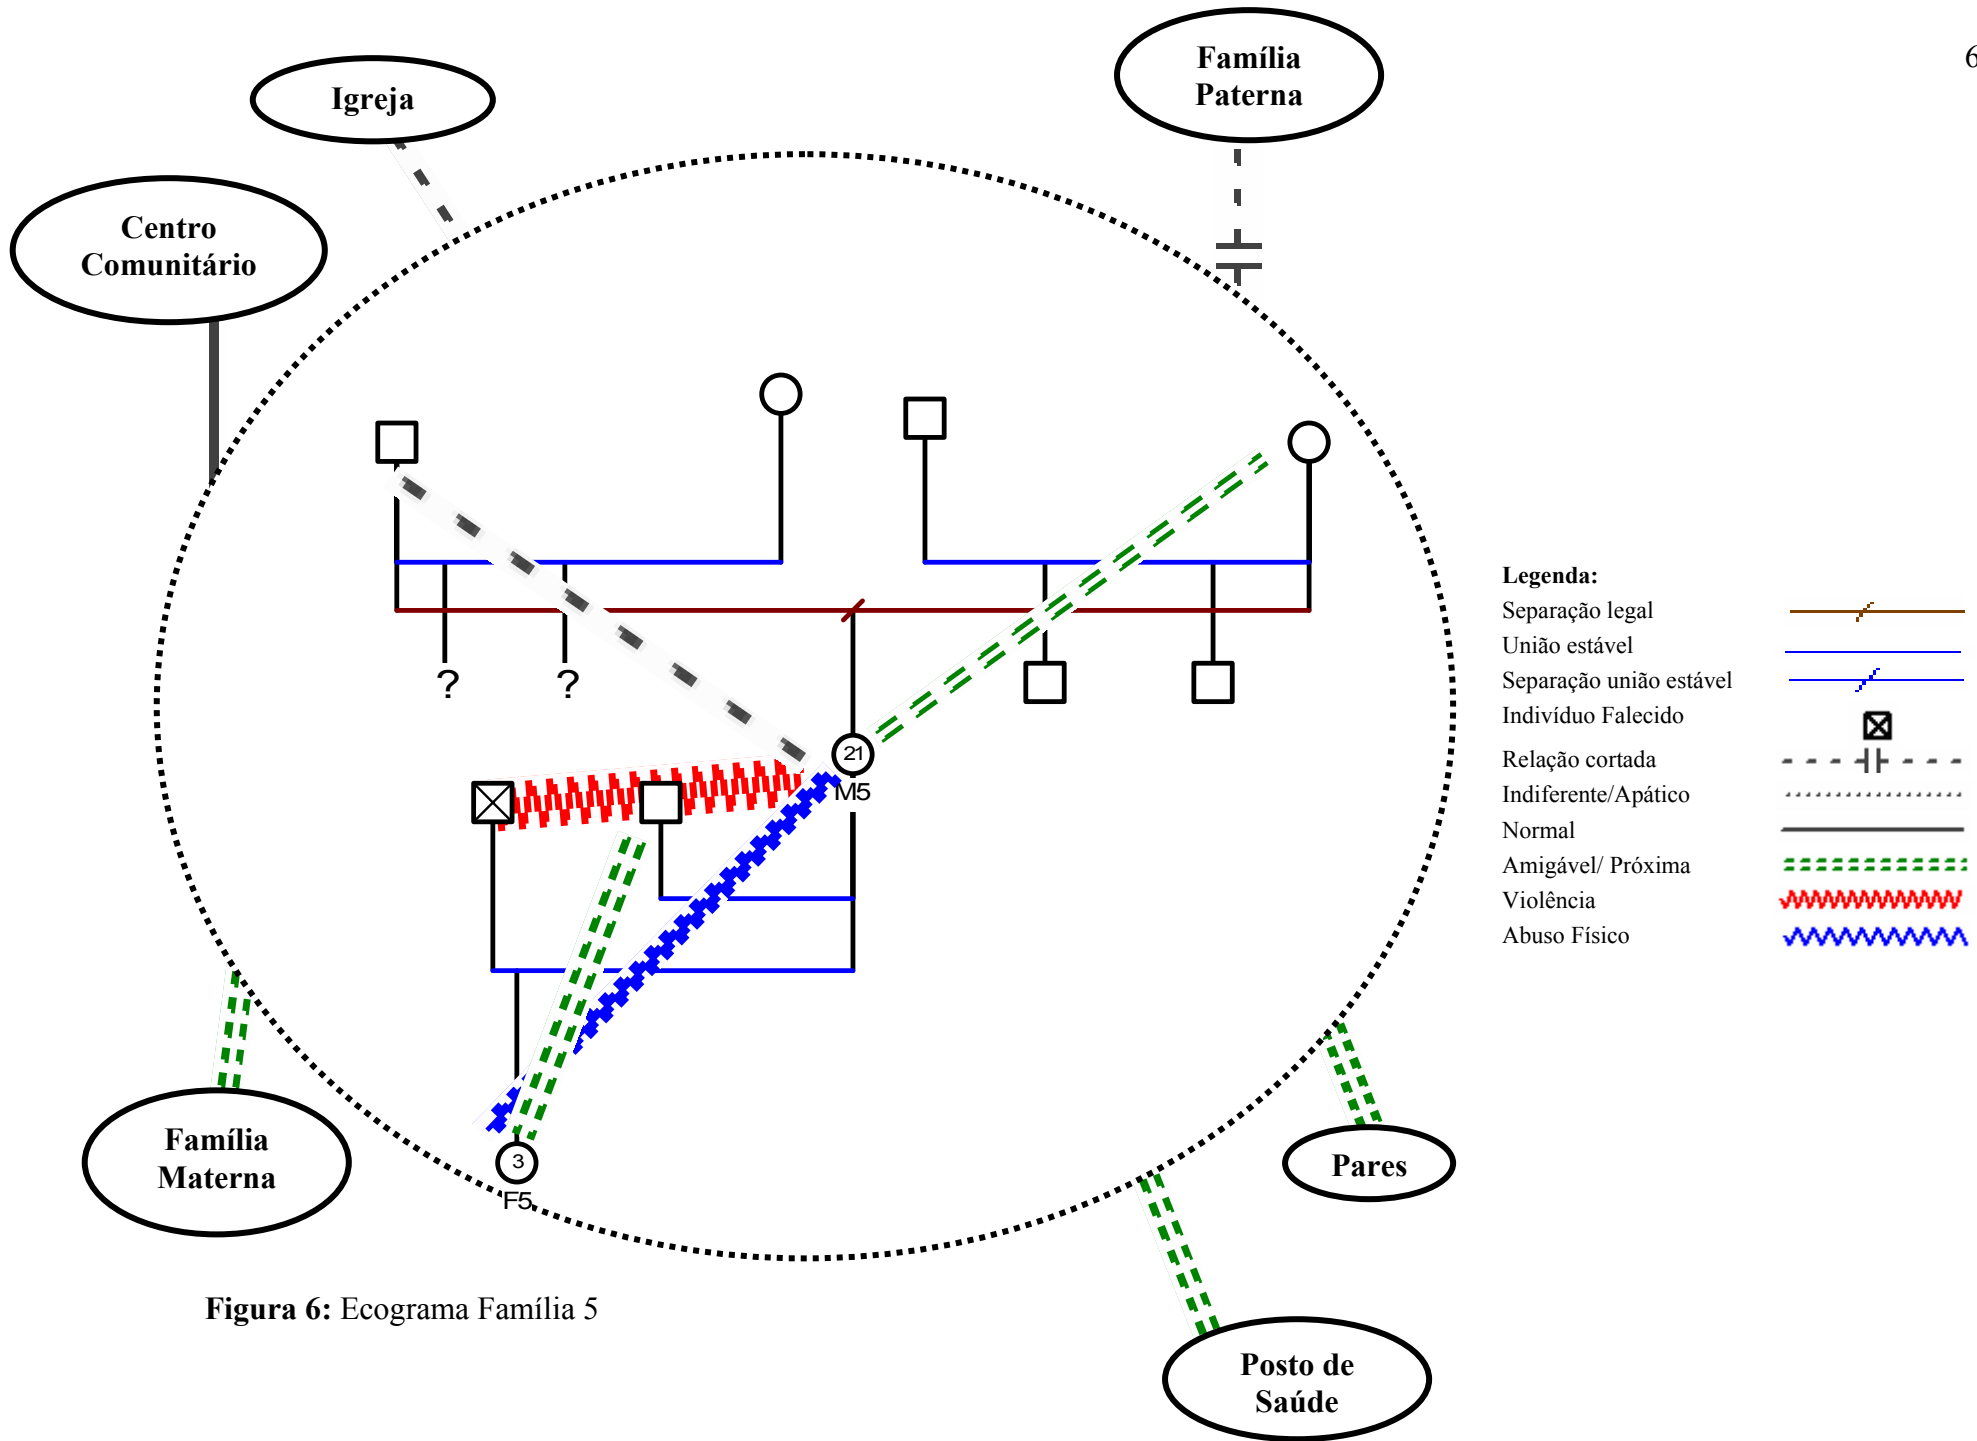 6
Família
Paterna
Igreja
Centro
Comunitário
Legenda:
Separação legal
União estável
Separação união estável
Indivíduo Falecido
Relação cortada
Indiferente/Apático
Normal
Amigável/ Próxima
Violência
Abuso Físico
?
?
21
M5
3
F5
Família
Materna
Pares
Posto de
Saúde
Figura 6: Ecograma Família 5